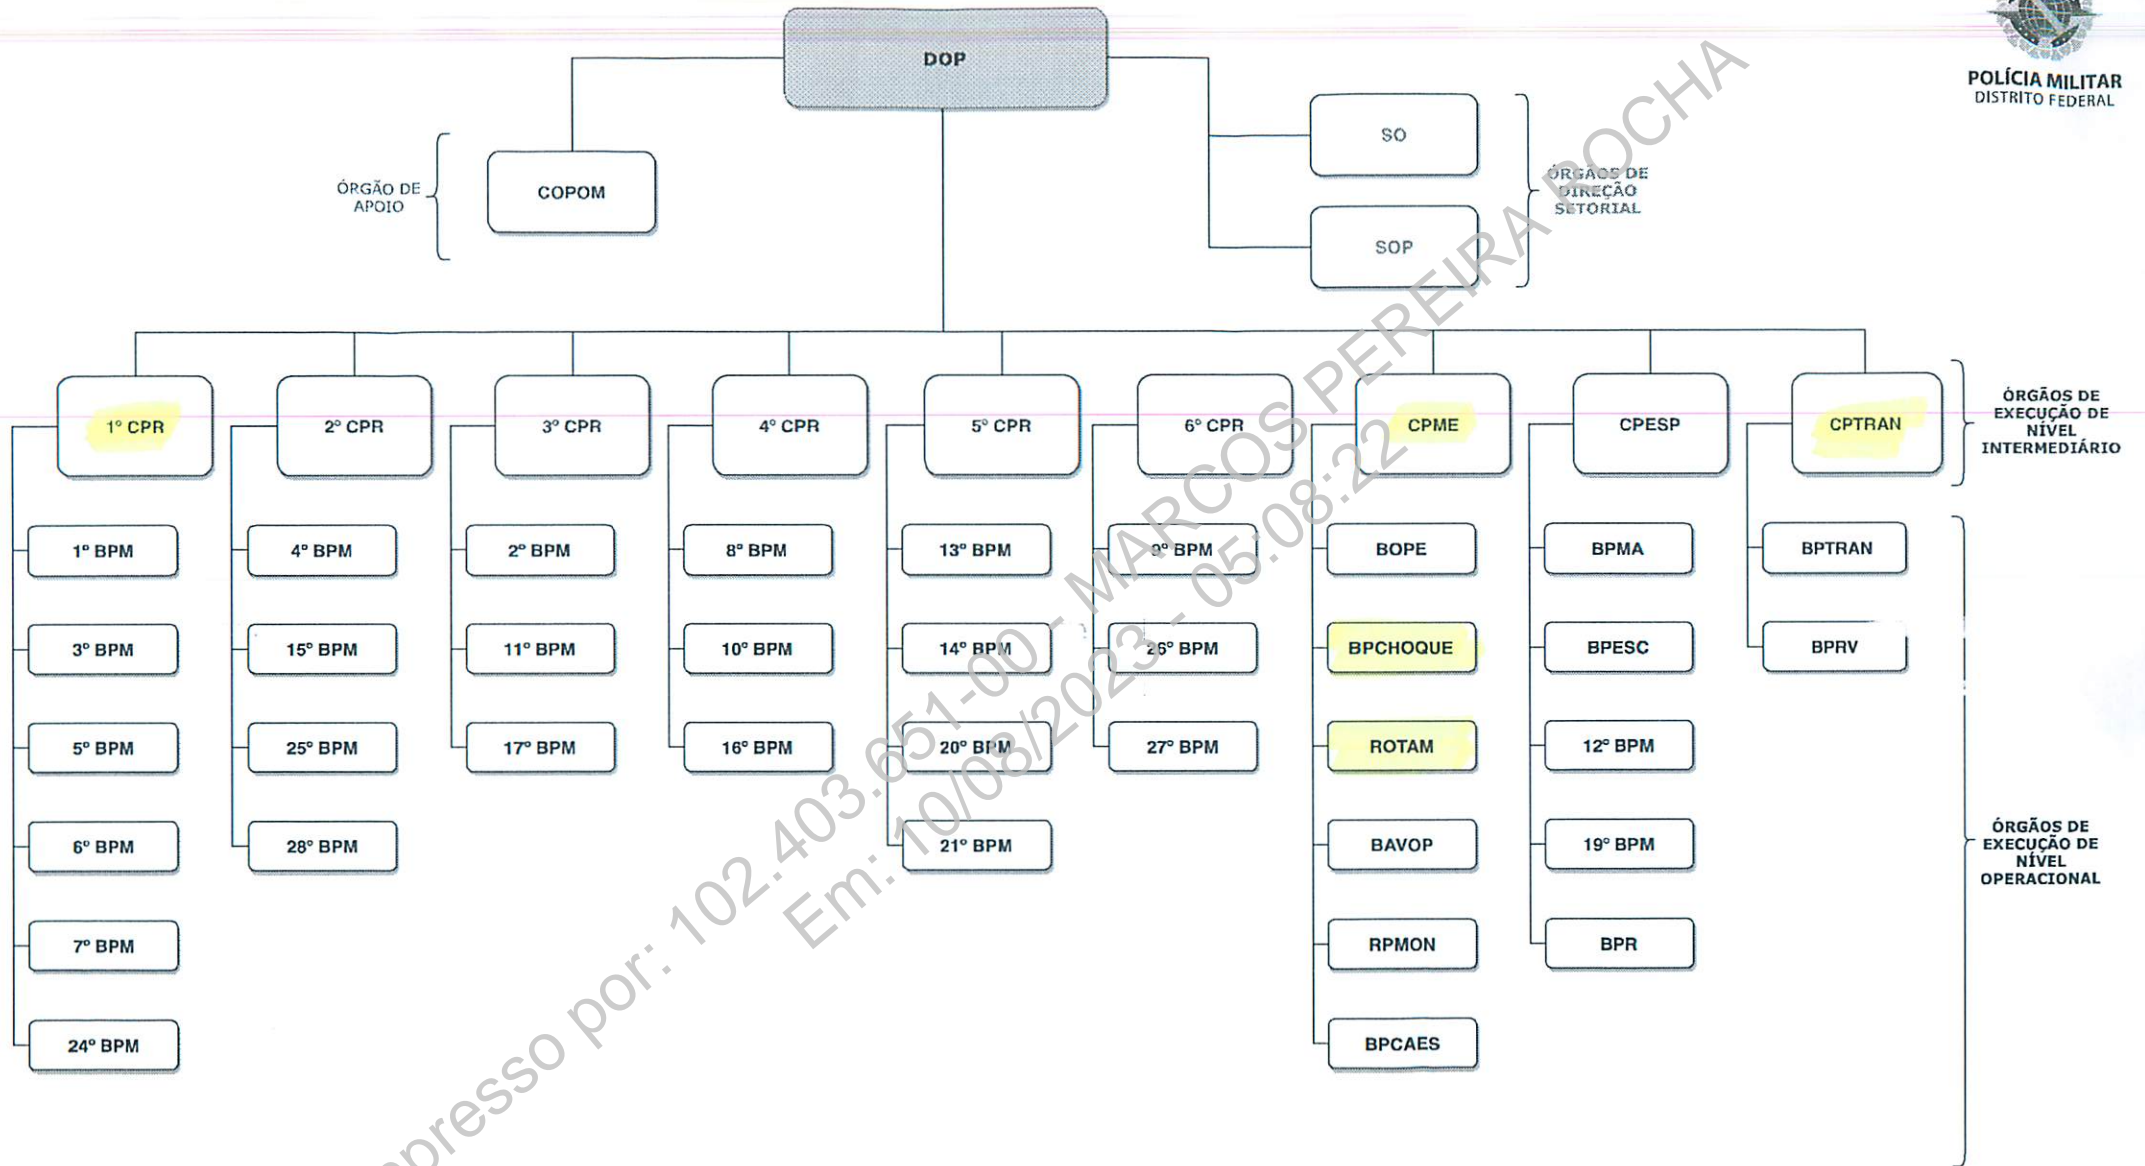 DOP
POLÍCIA MILITAR
DISTRITO FEDERAL
SO
ÓRGÃO DE
APOIO
COPOM
ÓRGÃOS DE
DIREÇÃO
SETORIAL
SOP
1º CPR
2º CPR
3º CPR
4º CPR
5º CPR
6º CPR
CPME
CPESP
CPTRAN
ÓRGÃOS DE
EXECUÇÃO DE
NÍVEL
INTERMEDIÁRIO
1º BPM
4º BPM
2º BPM
8º BPM
13º BPM
9º BPM
BOPE
BPMA
BPTRAN
3º BPM
15º BPM
11º BPM
10º BPM
14º BPM
26º BPM
BPCHOQUE
BPESC
BPRV
5º BPM
25º BPM
17º BPM
16º BPM
20º BPM
27º BPM
ROTAM
12º BPM
6º BPM
28º BPM
21º BPM
BAVOP
19º BPM
ÓRGÃOS DE
EXECUÇÃO DE
NÍVEL
OPERACIONAL
7º BPM
RPMON
BPR
24º BPM
BPCAES
presso por: 102.403.651-00 - MARCOS PEREIRA ROCHA
Em: 10/08/2023 - 05:08:22